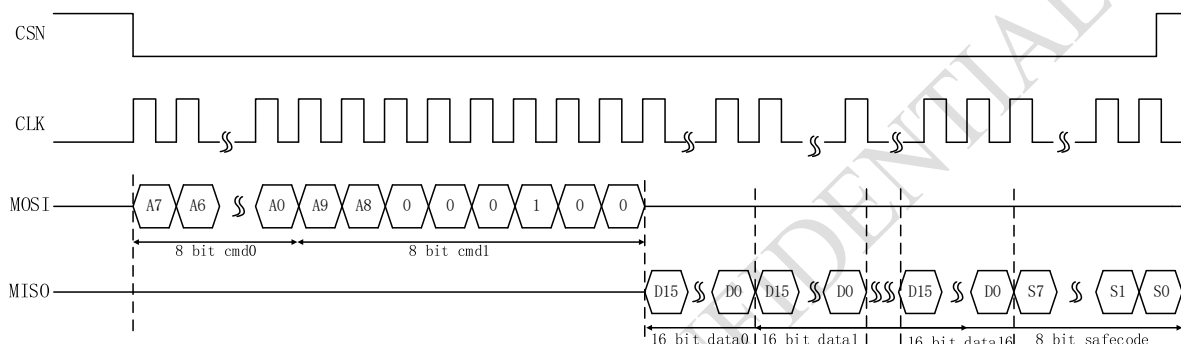 CSN
CLK
MOSI A7 A6 A0 A9 A8 0 0 0 1 0 0
8 bit cmd0 8 bit cmd1
MISO D15 D0 D15 D0 D15 D0 S7 S1 S0
16 bit data0 16 bit data1 16 bit data16 8 bit safecode